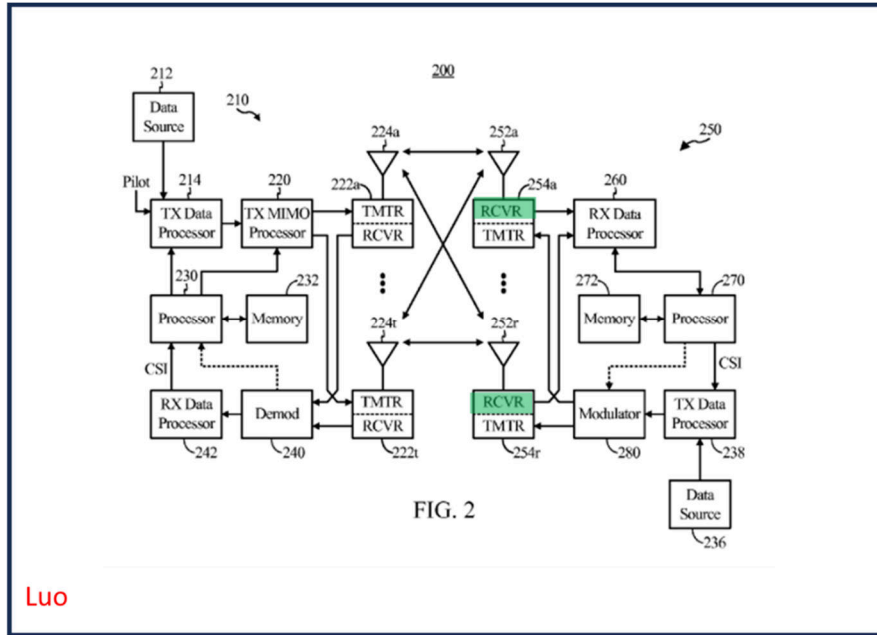 200
212
210
Data
Source
224a
252a
250
Pilot
214
220
222a
254a
260
TX Data
Processor
TX MIMO
Processor
TMTR
RCVR
RCVR
TMTR
RX Data
Processor
230
232
272
270
Processor
Memory
224t
252r
Memory
Processor
CSI
CSI
RX Data
Processor
Demod
TMTR
RCVR
RCVR
TMTR
Modulator
TX Data
Processor
242
240
222t
254r
280
238
FIG. 2
Data
Source
236
Luo